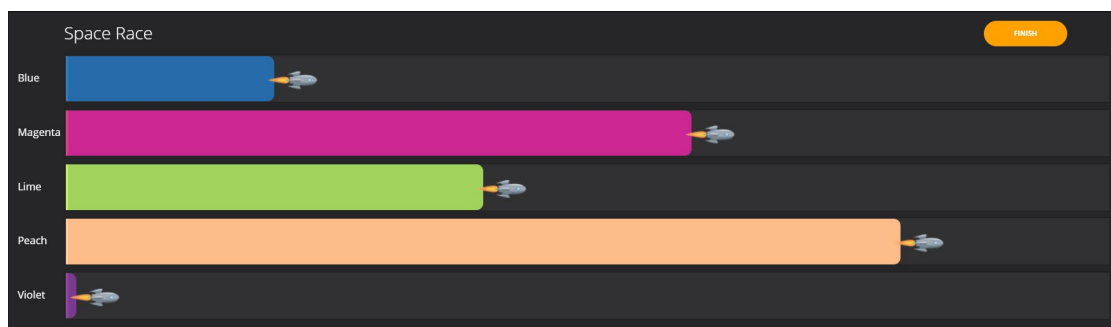 Space Race
FINISH
Blue
Magenta
Lime
Peach
Violet